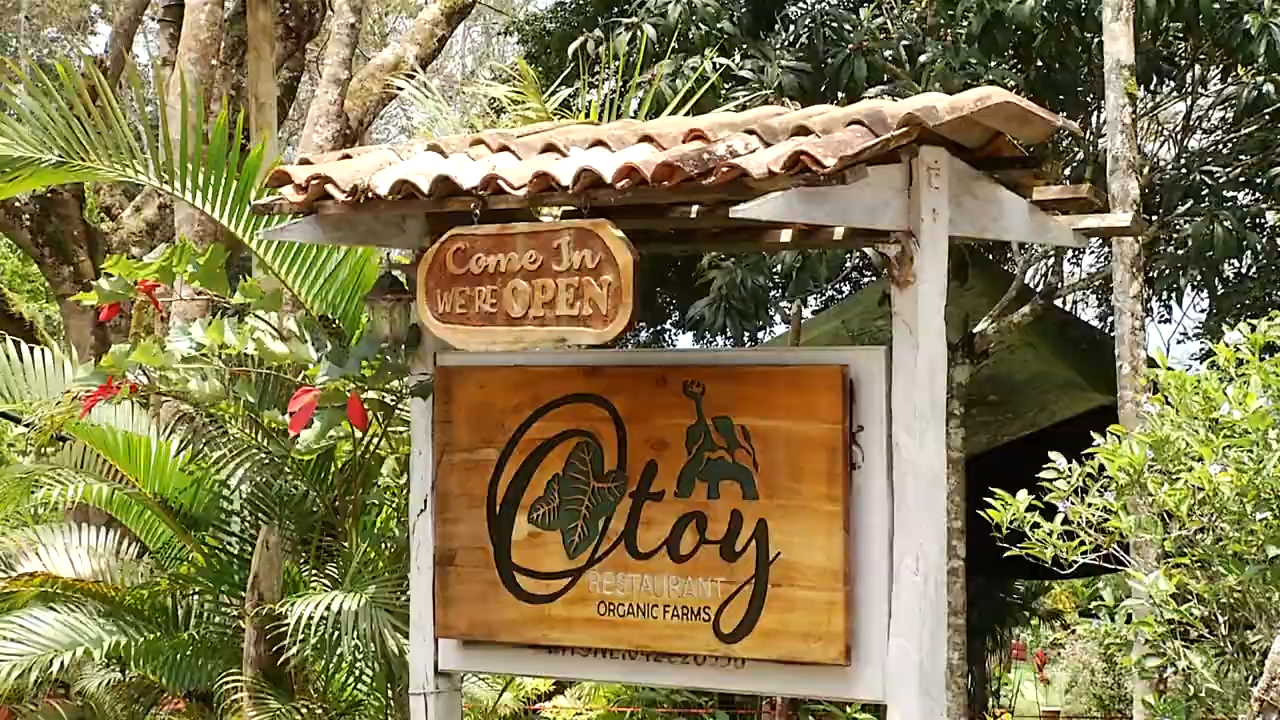 Come In
WE'RE OPEN
Otoy
RESTAURANT
ORGANIC FARMS